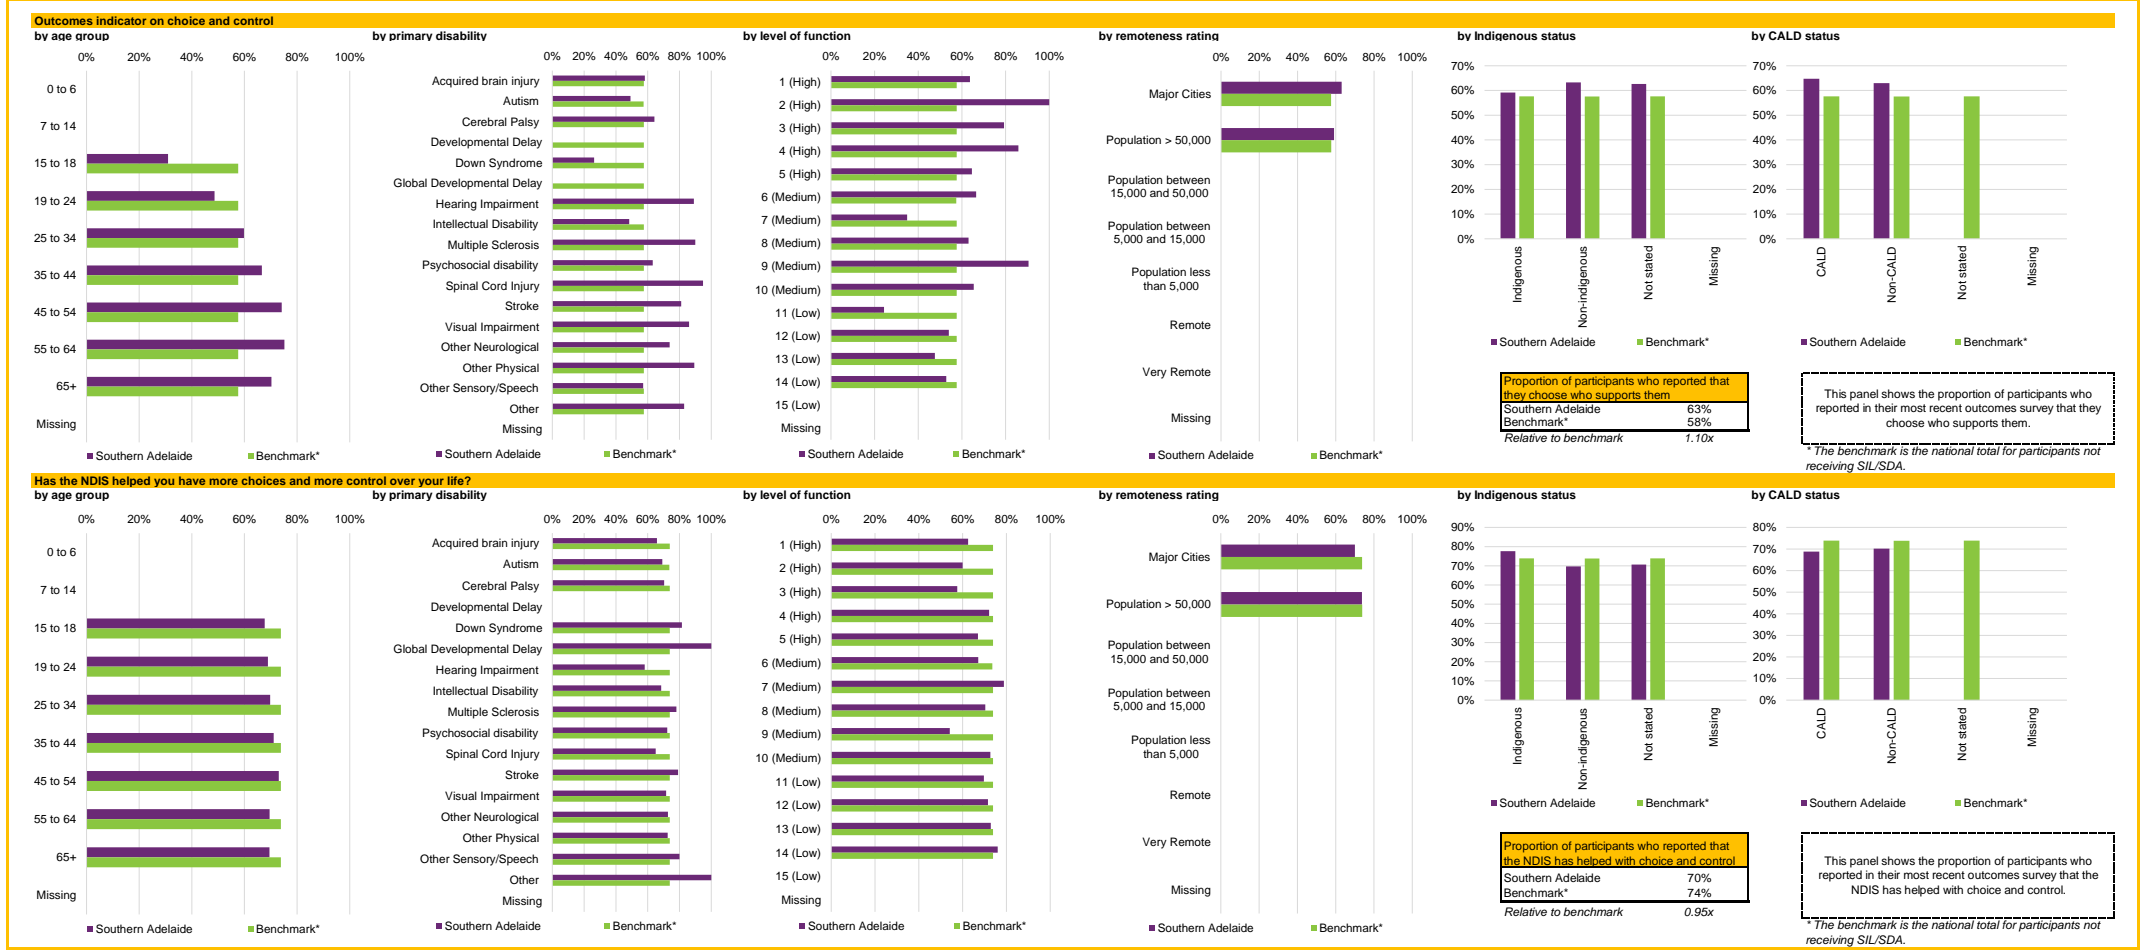 Outcomes indicator on choice and control
by age group
0% 20% 40% 60% 80% 100%
0 to 6
7 to 14
15 to 18
19 to 24
25 to 34
35 to 44
45 to 54
55 to 64
65+
Missing
Southern Adelaide Benchmark*
by primary disability
0% 20% 40% 60% 80% 100%
Acquired brain injury
Autism
Cerebral Palsy
Developmental Delay
Down Syndrome
Global Developmental Delay
Hearing Impairment
Intellectual Disability
Multiple Sclerosis
Psychosocial disability
Spinal Cord Injury
Stroke
Visual Impairment
Other Neurological
Other Physical
Other Sensory/Speech
Other
Missing
Southern Adelaide Benchmark*
by level of function
0% 20% 40% 60% 80% 100%
1 (High)
2 (High)
3 (High)
4 (High)
5 (High)
6 (Medium)
7 (Medium)
8 (Medium)
9 (Medium)
10 (Medium)
11 (Low)
12 (Low)
13 (Low)
14 (Low)
15 (Low)
Missing
Southern Adelaide Benchmark*
by remoteness rating
0% 20% 40% 60% 80% 100%
Major Cities
Population > 50,000
Population between
15,000 and 50,000
Population between
5,000 and 15,000
Population less
than 5,000
Remote
Very Remote
Missing
Southern Adelaide Benchmark*
by Indigenous status
70%
60%
50%
40%
30%
20%
10%
0%
Indigenous
Non-indigenous
Not stated
Missing
Southern Adelaide Benchmark*
by CALD status
70%
60%
50%
40%
30%
20%
10%
0%
CALD
Non-CALD
Not stated
Missing
Southern Adelaide Benchmark*
Proportion of participants who reported that
they choose who supports them
Southern Adelaide 63%
Benchmark* 58%
Relative to benchmark 1.10x
This panel shows the proportion of participants who
reported in their most recent outcomes survey that they
choose who supports them.
* The benchmark is the national total for participants not
receiving SIL/SDA.
Has the NDIS helped you have more choices and more control over your life?
by age group
0% 20% 40% 60% 80% 100%
0 to 6
7 to 14
15 to 18
19 to 24
25 to 34
35 to 44
45 to 54
55 to 64
65+
Missing
Southern Adelaide Benchmark*
by primary disability
0% 20% 40% 60% 80% 100%
Acquired brain injury
Autism
Cerebral Palsy
Developmental Delay
Down Syndrome
Global Developmental Delay
Hearing Impairment
Intellectual Disability
Multiple Sclerosis
Psychosocial disability
Spinal Cord Injury
Stroke
Visual Impairment
Other Neurological
Other Physical
Other Sensory/Speech
Other
Missing
Southern Adelaide Benchmark*
by level of function
0% 20% 40% 60% 80% 100%
1 (High)
2 (High)
3 (High)
4 (High)
5 (High)
6 (Medium)
7 (Medium)
8 (Medium)
9 (Medium)
10 (Medium)
11 (Low)
12 (Low)
13 (Low)
14 (Low)
15 (Low)
Missing
Southern Adelaide Benchmark*
by remoteness rating
0% 20% 40% 60% 80% 100%
Major Cities
Population > 50,000
Population between
15,000 and 50,000
Population between
5,000 and 15,000
Population less
than 5,000
Remote
Very Remote
Missing
Southern Adelaide Benchmark*
by Indigenous status
90%
80%
70%
60%
50%
40%
30%
20%
10%
0%
Indigenous
Non-indigenous
Not stated
Missing
Southern Adelaide Benchmark*
by CALD status
80%
70%
60%
50%
40%
30%
20%
10%
0%
CALD
Non-CALD
Not stated
Missing
Southern Adelaide Benchmark*
Proportion of participants who reported that
the NDIS has helped with choice and control
Southern Adelaide 70%
Benchmark* 74%
Relative to benchmark 0.95x
This panel shows the proportion of participants who
reported in their most recent outcomes survey that the
NDIS has helped with choice and control.
* The benchmark is the national total for participants not
receiving SIL/SDA.